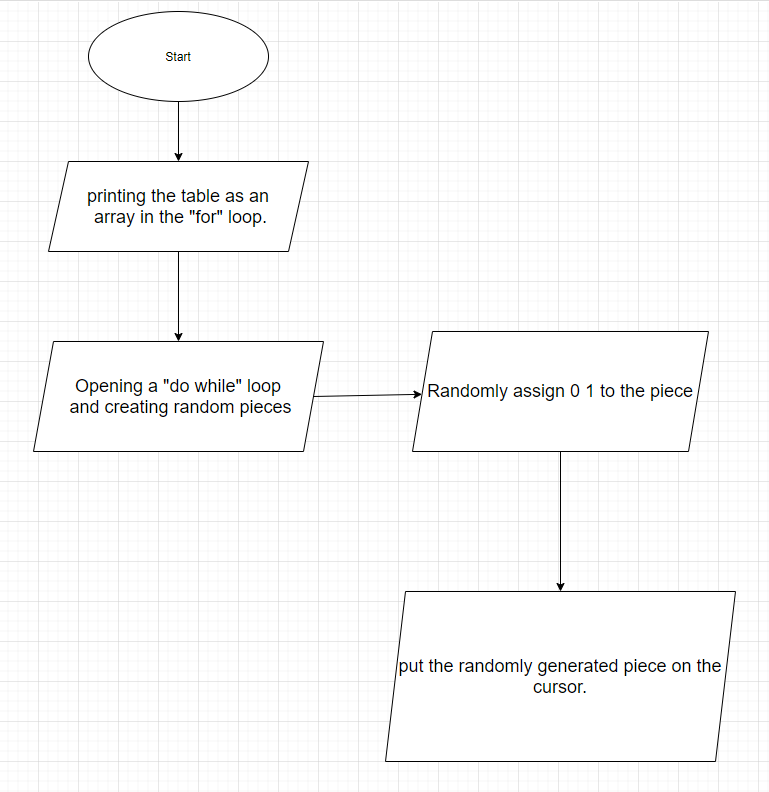 Start
printing the table as an
array in the "for" loop.
Opening a "do while" loop
and creating random pieces
Randomly assign 0 1 to the piece
put the randomly generated piece on the
cursor.